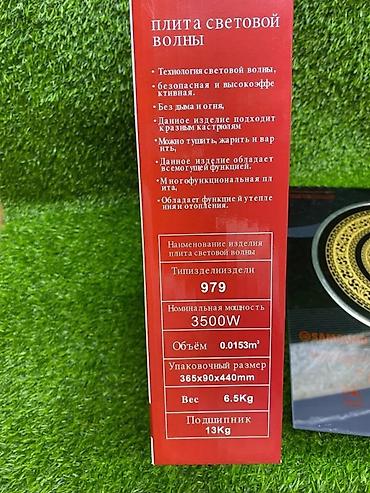 ПЛИТА СВЕТОВОЙ
ВОЛНЫ
· Технология световой волны,
· безопасная и высокоэффе
ктивная.
· Без дыма и огня,
· Данное изделие подходит
к разным кастрюлям
· Можно тушить, жарить и вар
ить,
· Данное изделие обладает
всемогущей функцией.
· Многофункциональная пл
ита,
· Обладает функцией утепле
ния и отопления.
Наименование изделия
плита световой волны
Типизделиизделии
979
Номинальная мощность
3500W
Объём 0.0153m³
Упаковочный размер
365x90x440mm
Вес 6.5Kg
Подшипник
13Kg